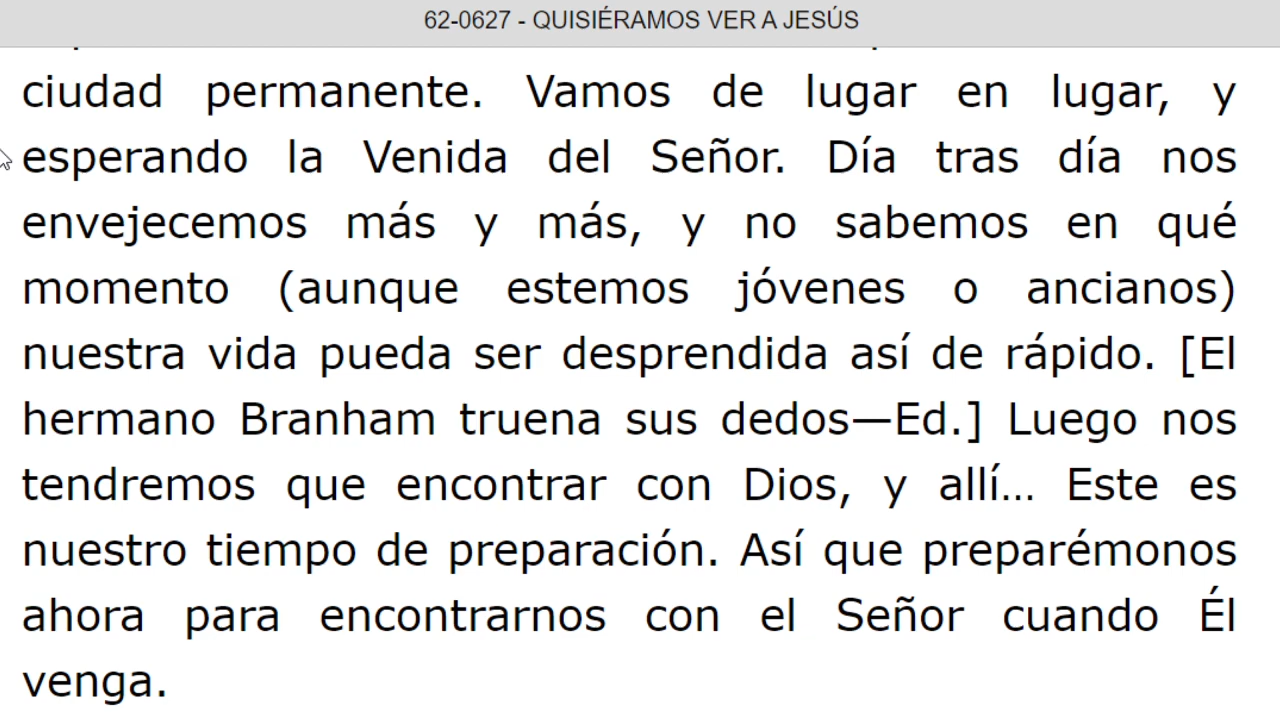 62-0627 - QUISIÉRAMOS VER A JESÚS
ciudad permanente. Vamos de lugar en lugar, y
esperando la Venida del Señor. Día tras día nos
envejecemos más y más, y no sabemos en qué
momento (aunque estemos jóvenes o ancianos)
nuestra vida pueda ser desprendida así de rápido. [El
hermano Branham truena sus dedos—Ed.] Luego nos
tendremos que encontrar con Dios, y allí... Este es
nuestro tiempo de preparación. Así que preparémonos
ahora para encontrarnos con el Señor cuando Él
venga.